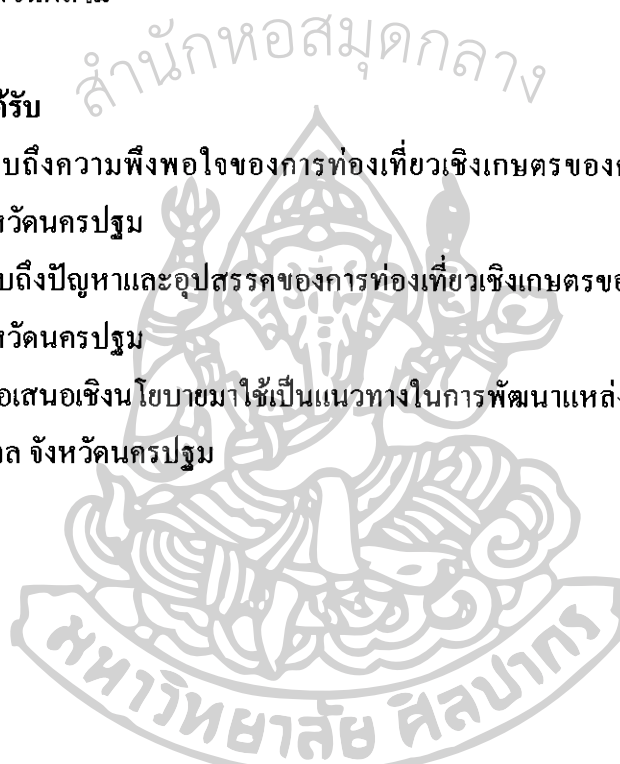 สำนักหอสมุดกลาง
รับ
บถึงความพึงพอใจของการท่องเที่ยวเชิงเกษตรของ
หวัดนครปฐม
บถึงปัญหาและอุปสรรคของการท่องเที่ยวเชิงเกษตรขอ
หวัดนครปฐม
อเสนอเชิงนโยบายมาใช้เป็นแนวทางในการพัฒนาแหล่ง
ล จังหวัดนครปฐม
มหาวิทยาลัย ศิลปากร